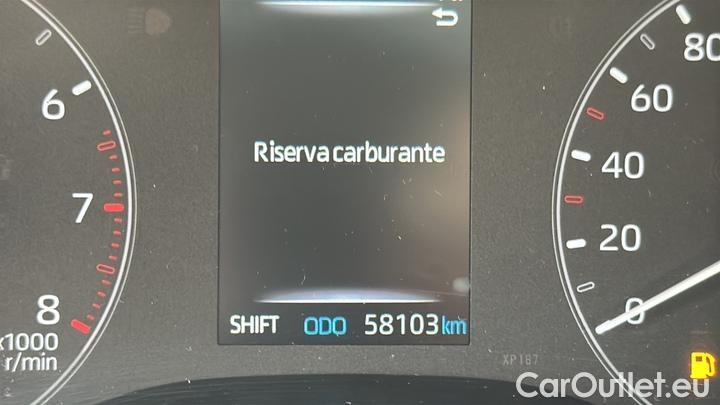 80
6
60
Riserva carburante
40
7
20
8
0
SHIFT ODO 58103 km
x1000
r/min
XP187
CarOutlet.eu